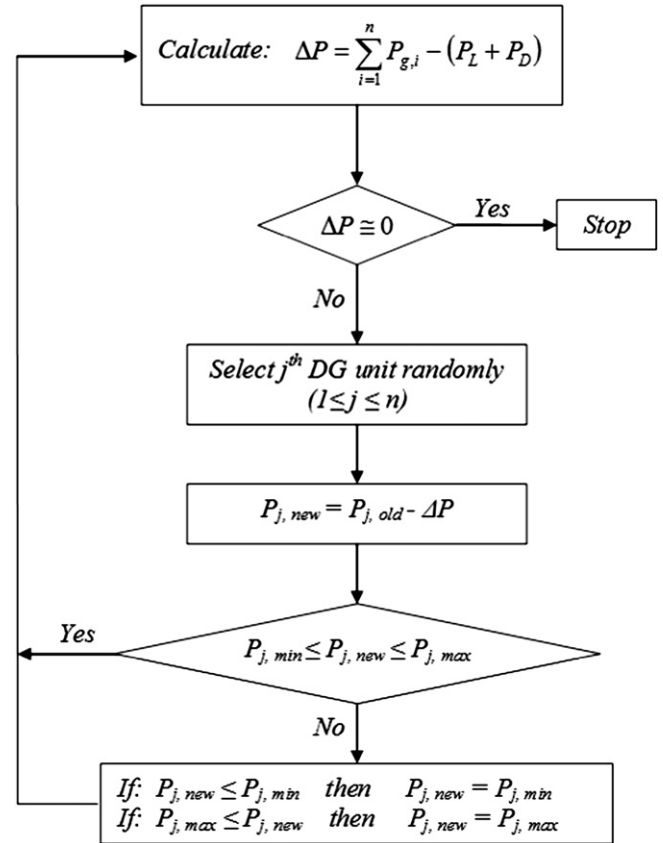 Calculate: ΔP = ∑ⁿᵢ₌₁ P_{g,i} − (P_L + P_D)
ΔP ≅ 0
Yes
Stop
No
Select j^{th} DG unit randomly
(1≤j ≤ n)
P_{j, new} = P_{j, old} - ΔP
Yes
P_{j, min} ≤ P_{j, new} ≤ P_{j, max}
No
If: P_{j, new} ≤ P_{j, min} then P_{j, new} = P_{j, min}
If: P_{j, max} ≤ P_{j, new} then P_{j, new} = P_{j, max}